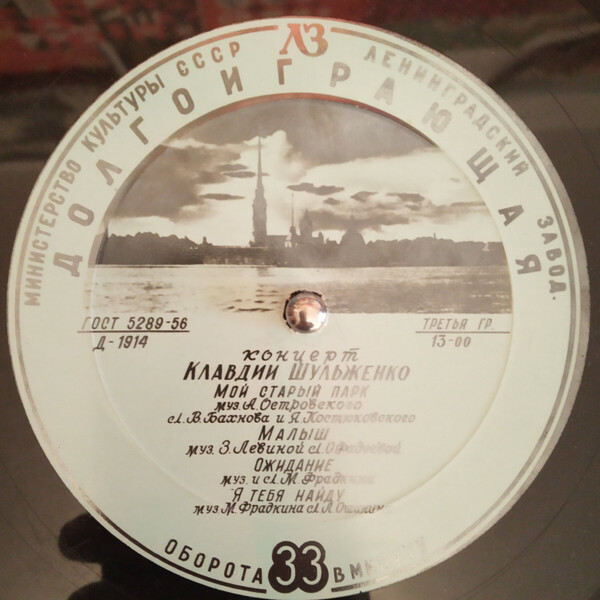 ЛЗ
МИНИСТЕРСТВО КУЛЬТУРЫ СССР
ЛЕНИНГРАДСКИЙ ЗАВОД.
ДОЛГОИГРАЮЩАЯ
ГОСТ 5289-56
Д-1914
ТРЕТЬЯ ГР.
13-00
КОНЦЕРТ
КЛАВДИИ ШУЛЬЖЕНКО
МОЙ СТАРЫЙ ПАРК
муз. А. Островского
сл. В. Бахнова и Я. Костюковского
МАЛЫШ
муз. З. Левиной сл.
ОЖИДАНИЕ
муз. и сл. М. Фрадкина
Я ТЕБЯ НАЙДУ
муз. М. Фрадкина сл. Л.
ОБОРОТА 33 В